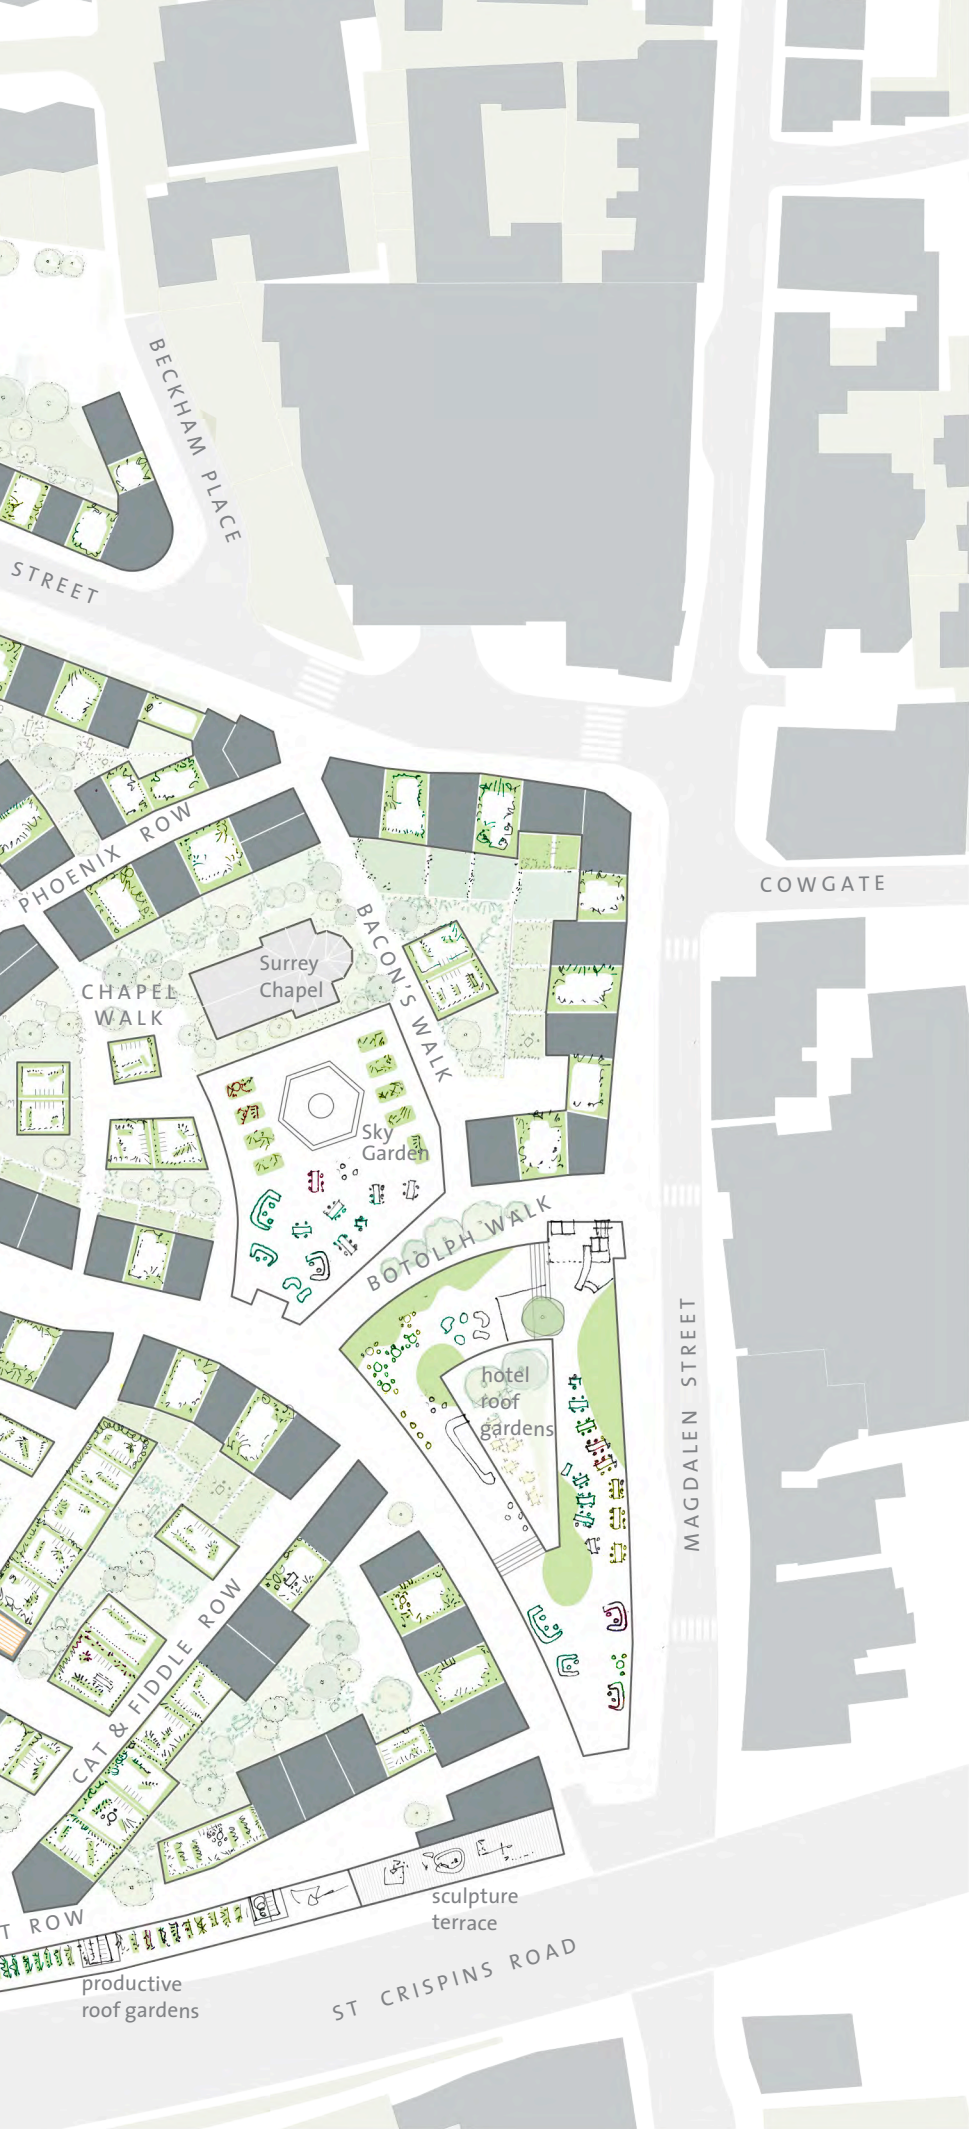 BECKHAM PLACE
STREET
PHOENIX ROW
COWGATE
BACON'S WALK
Surrey
Chapel
CHAPEL
WALK
Sky
Garden
BOTOLPH WALK
hotel
roof
gardens
MAGDALEN STREET
CAT & FIDDLE ROW
sculpture
terrace
T ROW
ST CRISPINS ROAD
productive
roof gardens